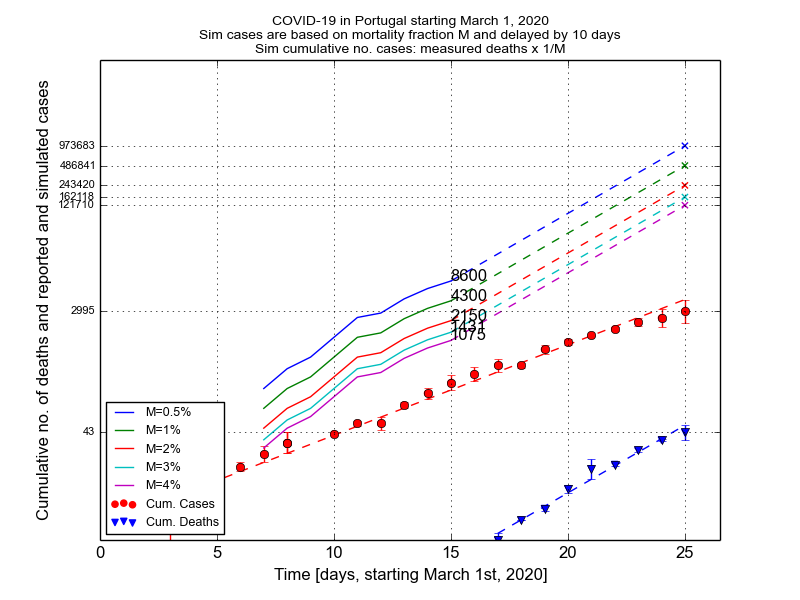 COVID-19 in Portugal starting March 1, 2020
Sim cases are based on mortality fraction M and delayed by 10 days
Sim cumulative no. cases: measured deaths x 1/M
Cumulative no. of deaths and reported and simulated cases
973683
486841
243420
162118
121710
2995
43
8600
4300
2150
1431
1075
M=0.5%
M=1%
M=2%
M=3%
M=4%
Cum. Cases
Cum. Deaths
0
5
10
15
20
25
Time [days, starting March 1st, 2020]